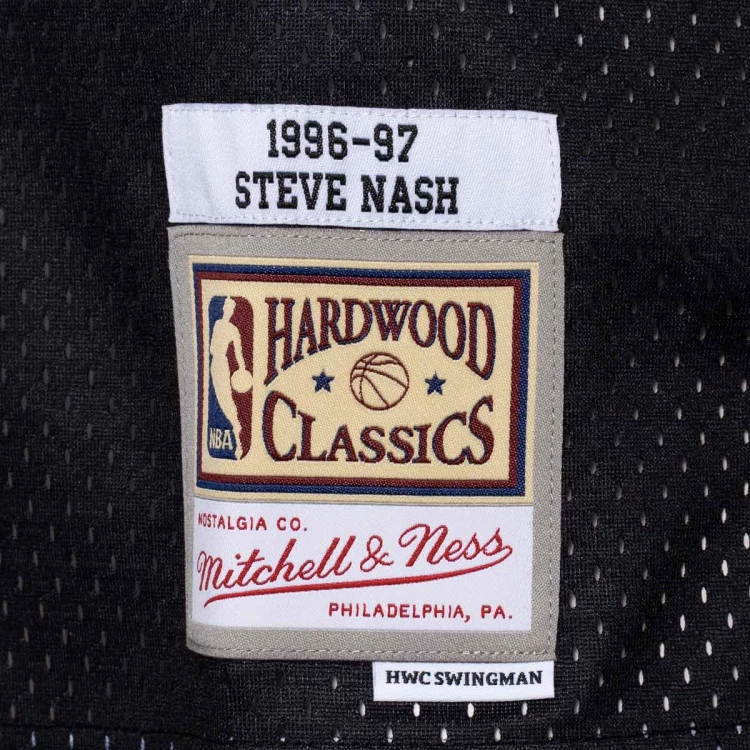 1996-97
STEVE NASH
HARDWOOD
CLASSICS
NBA
NOSTALGIA CO.
Mitchell & Ness
PHILADELPHIA, PA.
HWC SWINGMAN